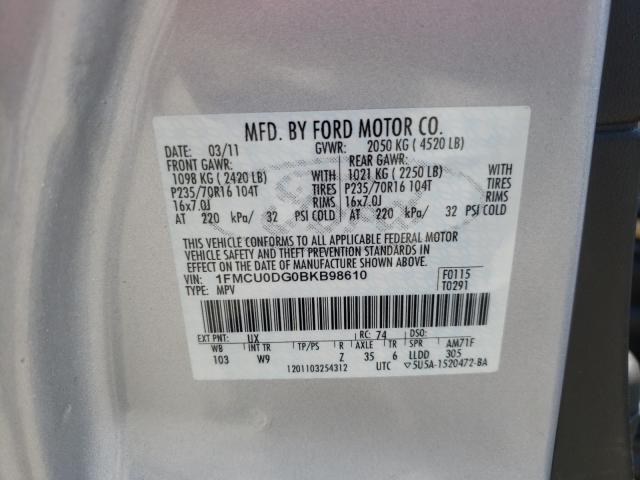 MFD. BY FORD MOTOR CO.
DATE: 03/11 GVWR: 2050 KG ( 4520 LB)
FRONT GAWR: REAR GAWR:
1098 KG ( 2420 LB) WITH 1021 KG ( 2250 LB) WITH
P235/70R16 104T TIRES P235/70R16 104T TIRES
16x7.0J RIMS 16x7.0J RIMS
AT 220 kPa/ 32 PSI COLD AT 220 kPa/ 32 PSI COLD
THIS VEHICLE CONFORMS TO ALL APPLICABLE FEDERAL MOTOR
VEHICLE SAFETY, BUMPER, AND THEFT PREVENTION STANDARDS IN
EFFECT ON THE DATE OF MANUFACTURE SHOWN ABOVE.
VIN: 1FMCU0DG0BKB98610 F0115
TYPE: MPV T0291
EXT PNT: UX RC: 74 DSO:
WB INT TR TP/PS R AXLE TR SPR AM71F
103 W9 Z 35 6 LLDD 305
1201103254312 UTC ▽5U5A-1520472-BA